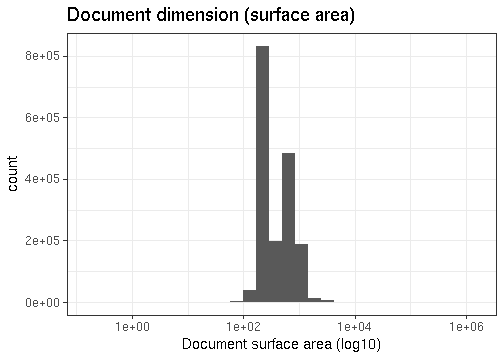 Document dimension (surface area)
8e+05
6e+05
4e+05
2e+05
0e+00
count
1e+00 1e+02 1e+04 1e+06
Document surface area (log10)